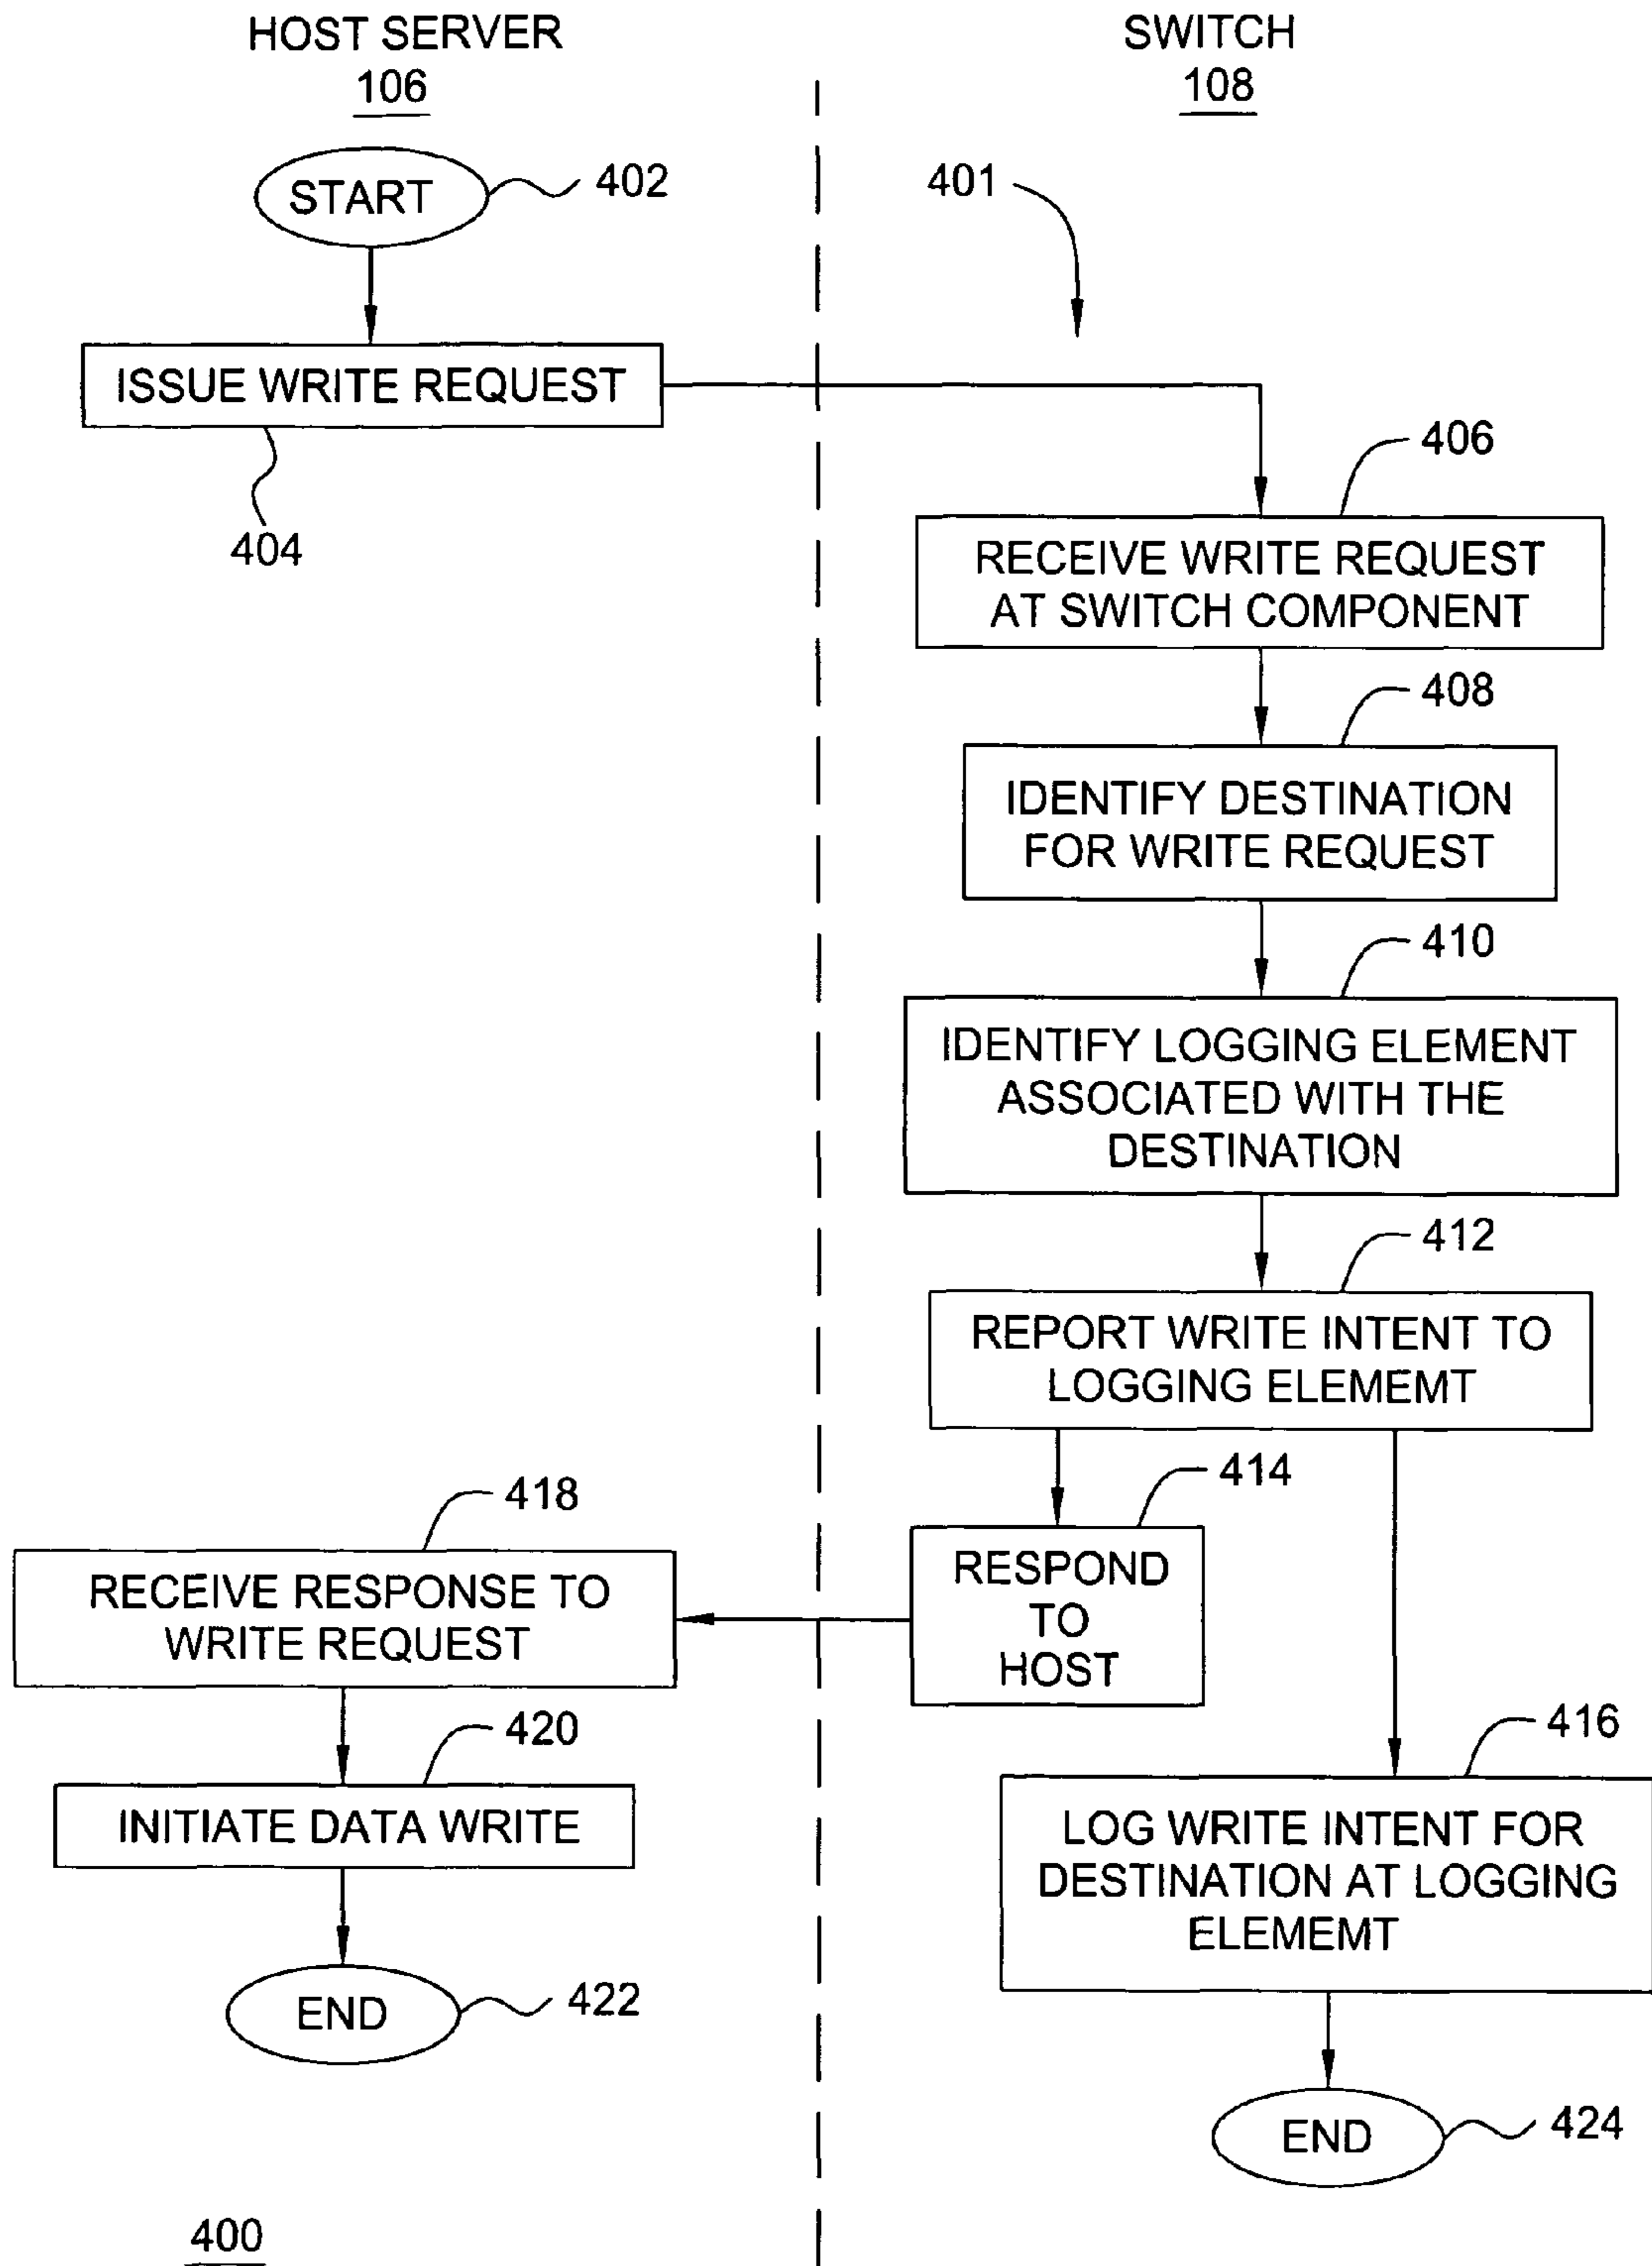 HOST SERVER
106
SWITCH
108
START
402
401
ISSUE WRITE REQUEST
404
406
RECEIVE WRITE REQUEST
AT SWITCH COMPONENT
408
IDENTIFY DESTINATION
FOR WRITE REQUEST
410
IDENTIFY LOGGING ELEMENT
ASSOCIATED WITH THE
DESTINATION
412
REPORT WRITE INTENT TO
LOGGING ELEMEMT
414
RESPOND
TO
HOST
418
RECEIVE RESPONSE TO
WRITE REQUEST
420
INITIATE DATA WRITE
416
LOG WRITE INTENT FOR
DESTINATION AT LOGGING
ELEMEMT
END
422
END
424
400